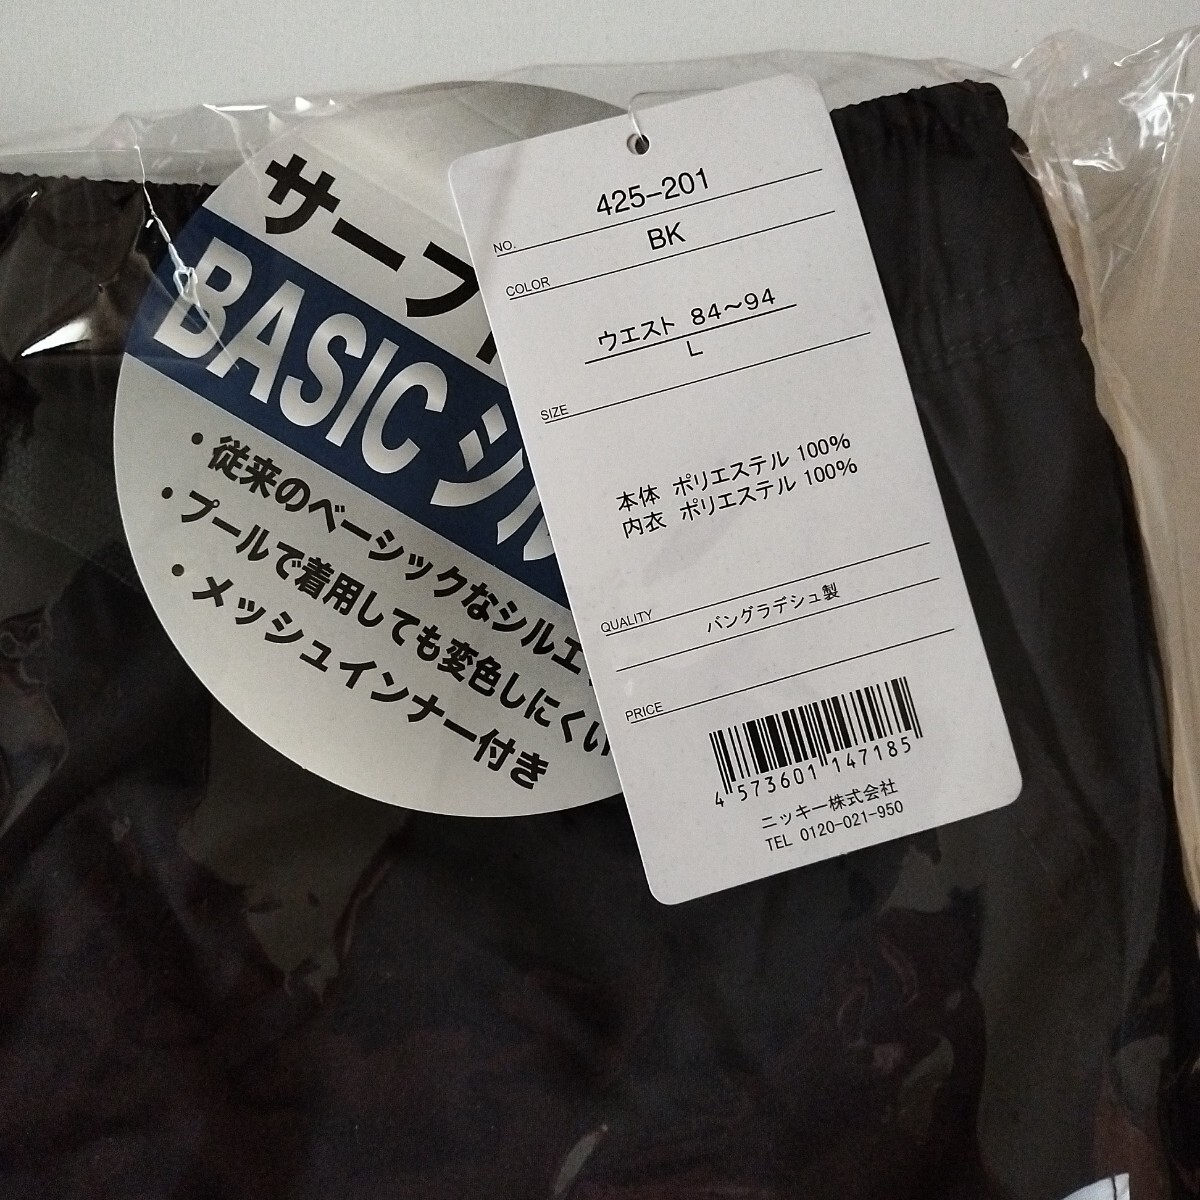 サーフ
BASIC シル
・従来のベーシックなシルエ
・プールで着用しても変色しにくい
・メッシュインナー付き
NO. 425-201
COLOR BK
ウエスト 84～94
L
SIZE
本体 ポリエステル 100%
内衣 ポリエステル 100%
QUALITY
バングラデシュ製
PRICE
4 573601 147185
ニッキー株式会社
TEL 0120-021-950